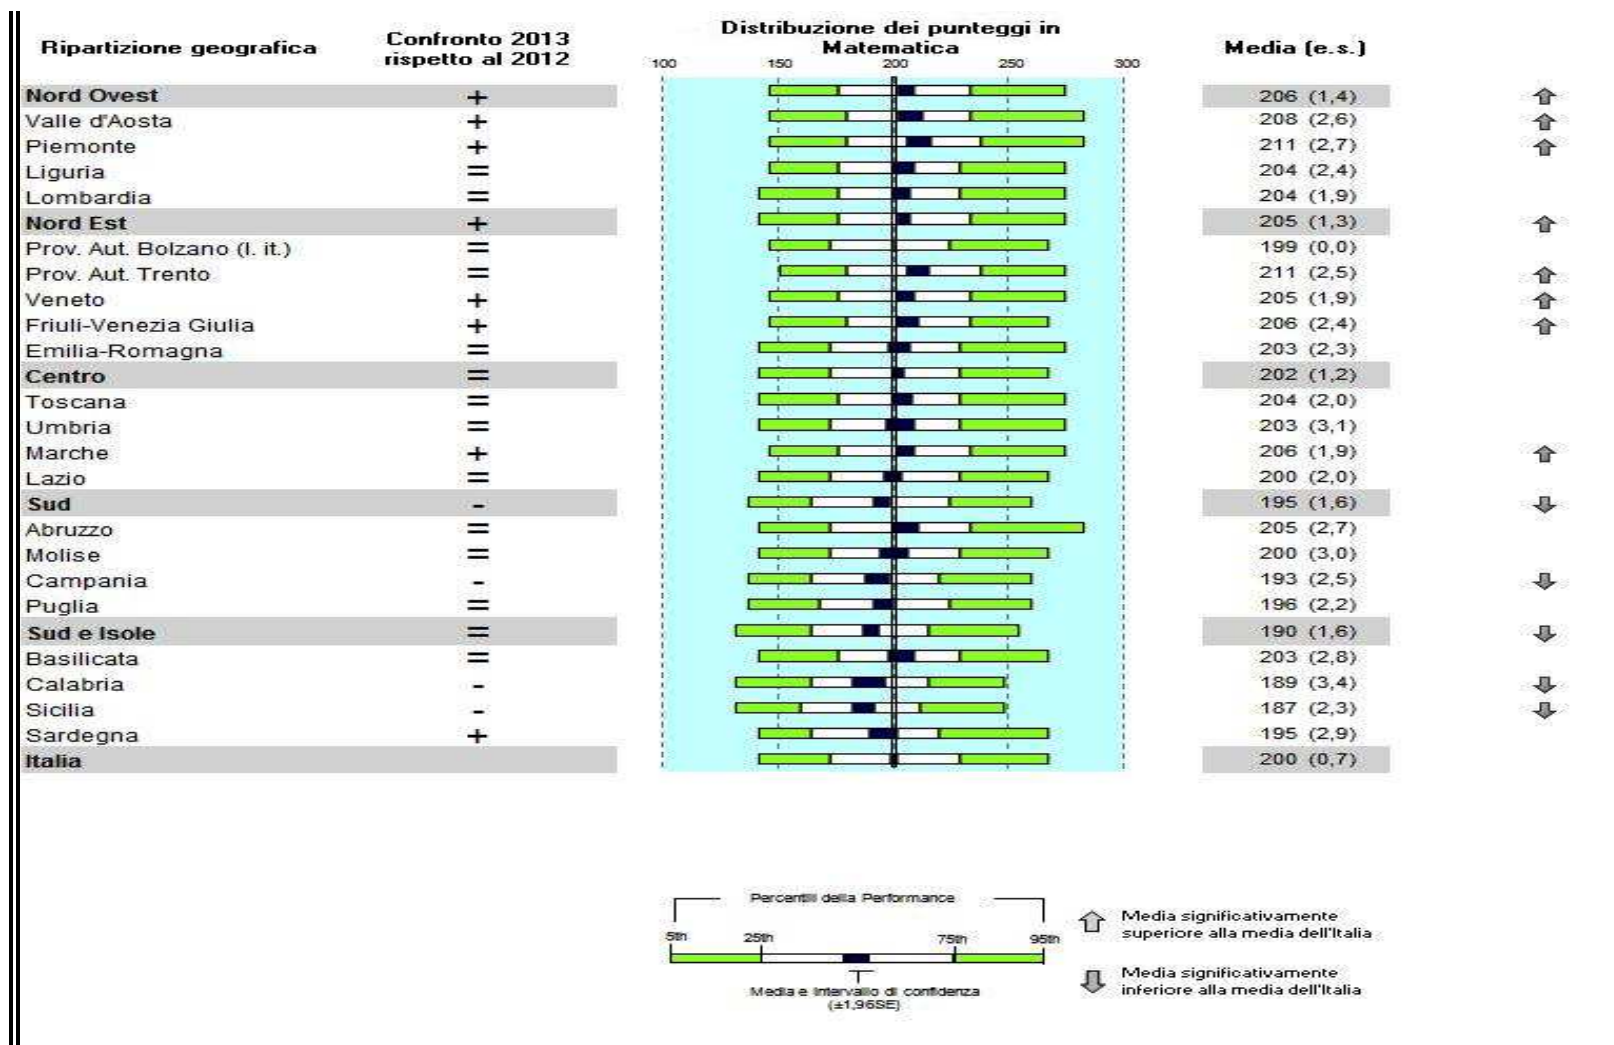 Ripartizione geografica Confronto 2013 rispetto al 2012 Distribuzione dei punteggi in Matematica Media (e.s.)
100 150 200 250 300
Nord Ovest + 206 (1,4)
Valle d'Aosta + 208 (2,6)
Piemonte + 211 (2,7)
Liguria = 204 (2,4)
Lombardia = 204 (1,9)
Nord Est + 205 (1,3)
Prov. Aut. Bolzano (l. it.) = 199 (0,0)
Prov. Aut. Trento = 211 (2,5)
Veneto + 205 (1,9)
Friuli-Venezia Giulia + 206 (2,4)
Emilia-Romagna = 203 (2,3)
Centro = 202 (1,2)
Toscana = 204 (2,0)
Umbria = 203 (3,1)
Marche + 206 (1,9)
Lazio = 200 (2,0)
Sud - 195 (1,6)
Abruzzo = 205 (2,7)
Molise = 200 (3,0)
Campania - 193 (2,5)
Puglia = 196 (2,2)
Sud e Isole = 190 (1,6)
Basilicata = 203 (2,8)
Calabria - 189 (3,4)
Sicilia - 187 (2,3)
Sardegna + 195 (2,9)
Italia 200 (0,7)
Percentili della Performance
5th 25th 75th 95th
Media e Intervallo di confidenza
(±1,96SE)
Media significativamente
superiore alla media dell'Italia
Media significativamente
inferiore alla media dell'Italia